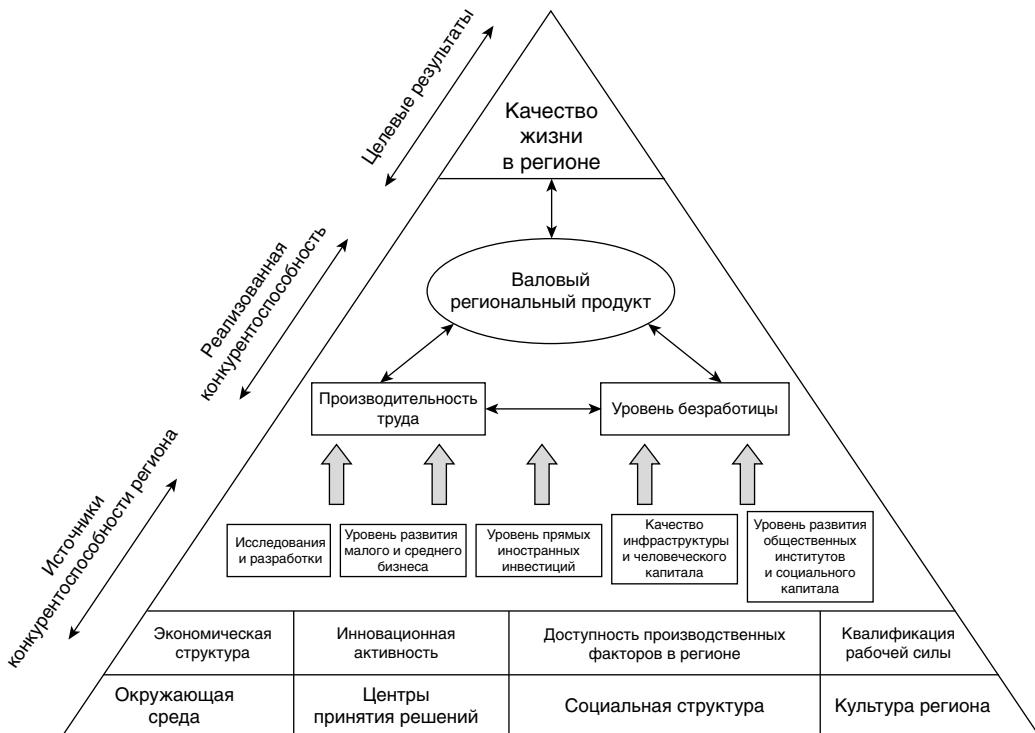 Целевые результаты
Качество
жизни
в регионе
Реализованная
конкурентоспособность
Валовый
региональный продукт
Производительность
труда
Уровень безработицы
Источники
конкурентоспособности региона
Исследования
и разработки
Уровень развития
малого и среднего
бизнеса
Уровень прямых
иностранных
инвестиций
Качество
инфраструктуры
и человеческого
капитала
Уровень развития
общественных
институтов
и социального
капитала
Экономическая
структура
Инновационная
активность
Доступность производственных
факторов в регионе
Квалификация
рабочей силы
Окружающая
среда
Центры
принятия решений
Социальная структура
Культура региона